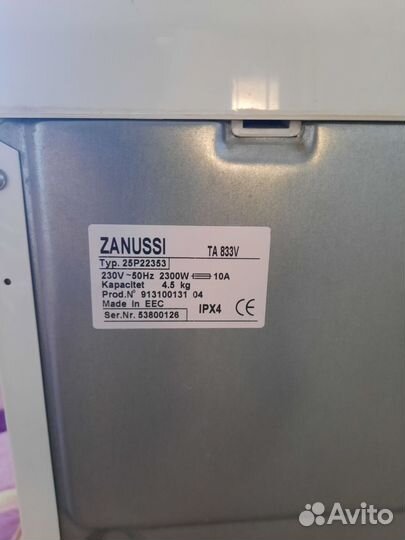 ZANUSSI TA 833V
Typ. 25P22353
230V ~50Hz 2300W 10A
Kapacitet 4.5 kg
Prod.N° 913100131 04
Made in EEC
Ser.Nr. 53800126 IPX4 CE
Avito